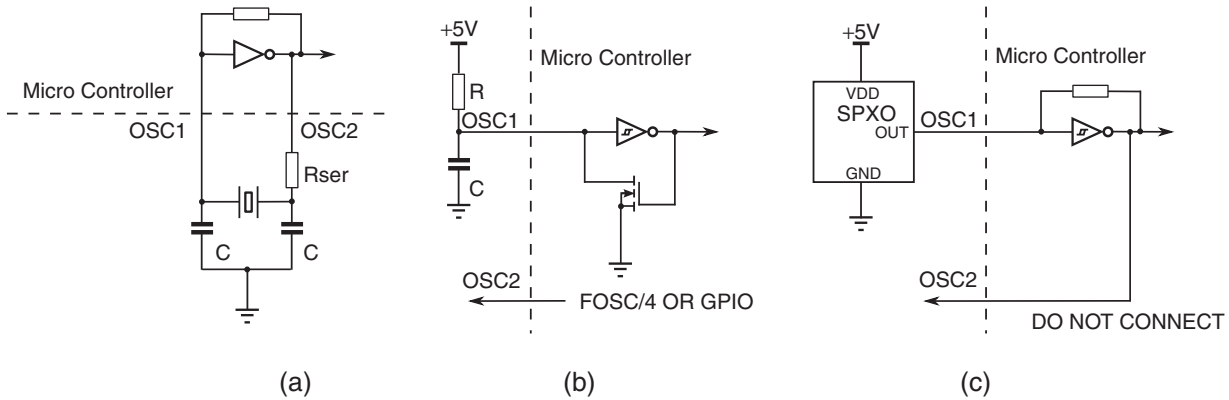 Micro Controller
OSC1
OSC2
Rser
C
C
(a)
+5V
Micro Controller
R
OSC1
C
OSC2
FOSC/4 OR GPIO
(b)
+5V
Micro Controller
VDD
SPXO
OUT
OSC1
GND
OSC2
DO NOT CONNECT
(c)